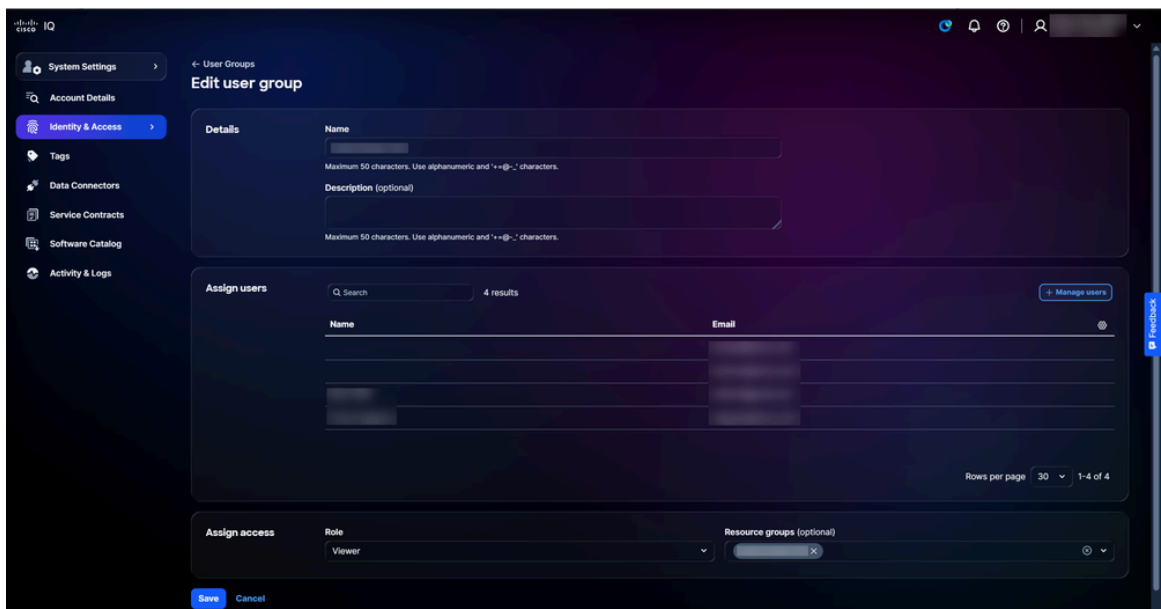 cisco IQ
System Settings
Account Details
Identity & Access
Tags
Data Connectors
Service Contracts
Software Catalog
Activity & Logs
← User Groups
Edit user group
Details
Name
Maximum 50 characters. Use alphanumeric and '+=@-_' characters.
Description (optional)
Maximum 50 characters. Use alphanumeric and '+=@-_' characters.
Assign users
Search
4 results
+ Manage users
Name Email
Rows per page 30 1-4 of 4
Assign access
Role
Viewer
Resource groups (optional)
Save Cancel
Feedback